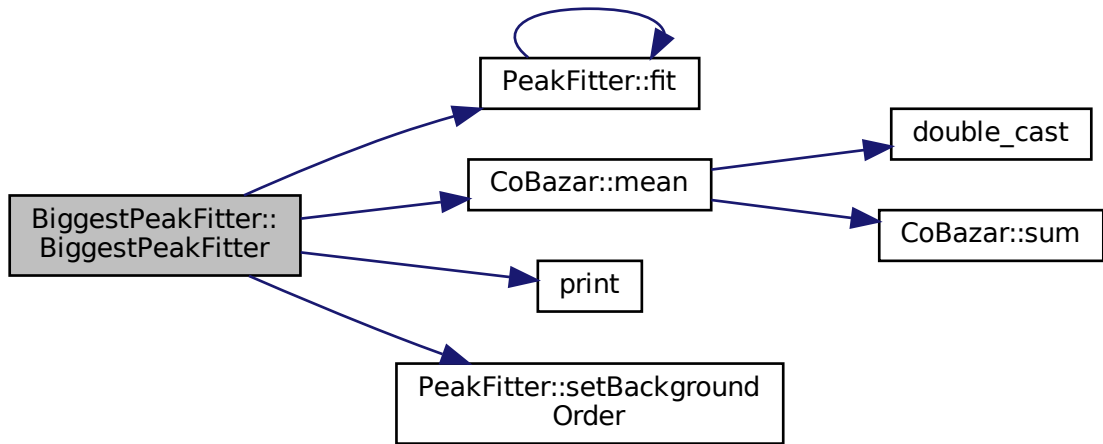 PeakFitter::fit
double_cast
CoBazar::mean
BiggestPeakFitter::
BiggestPeakFitter
CoBazar::sum
print
PeakFitter::setBackground
Order